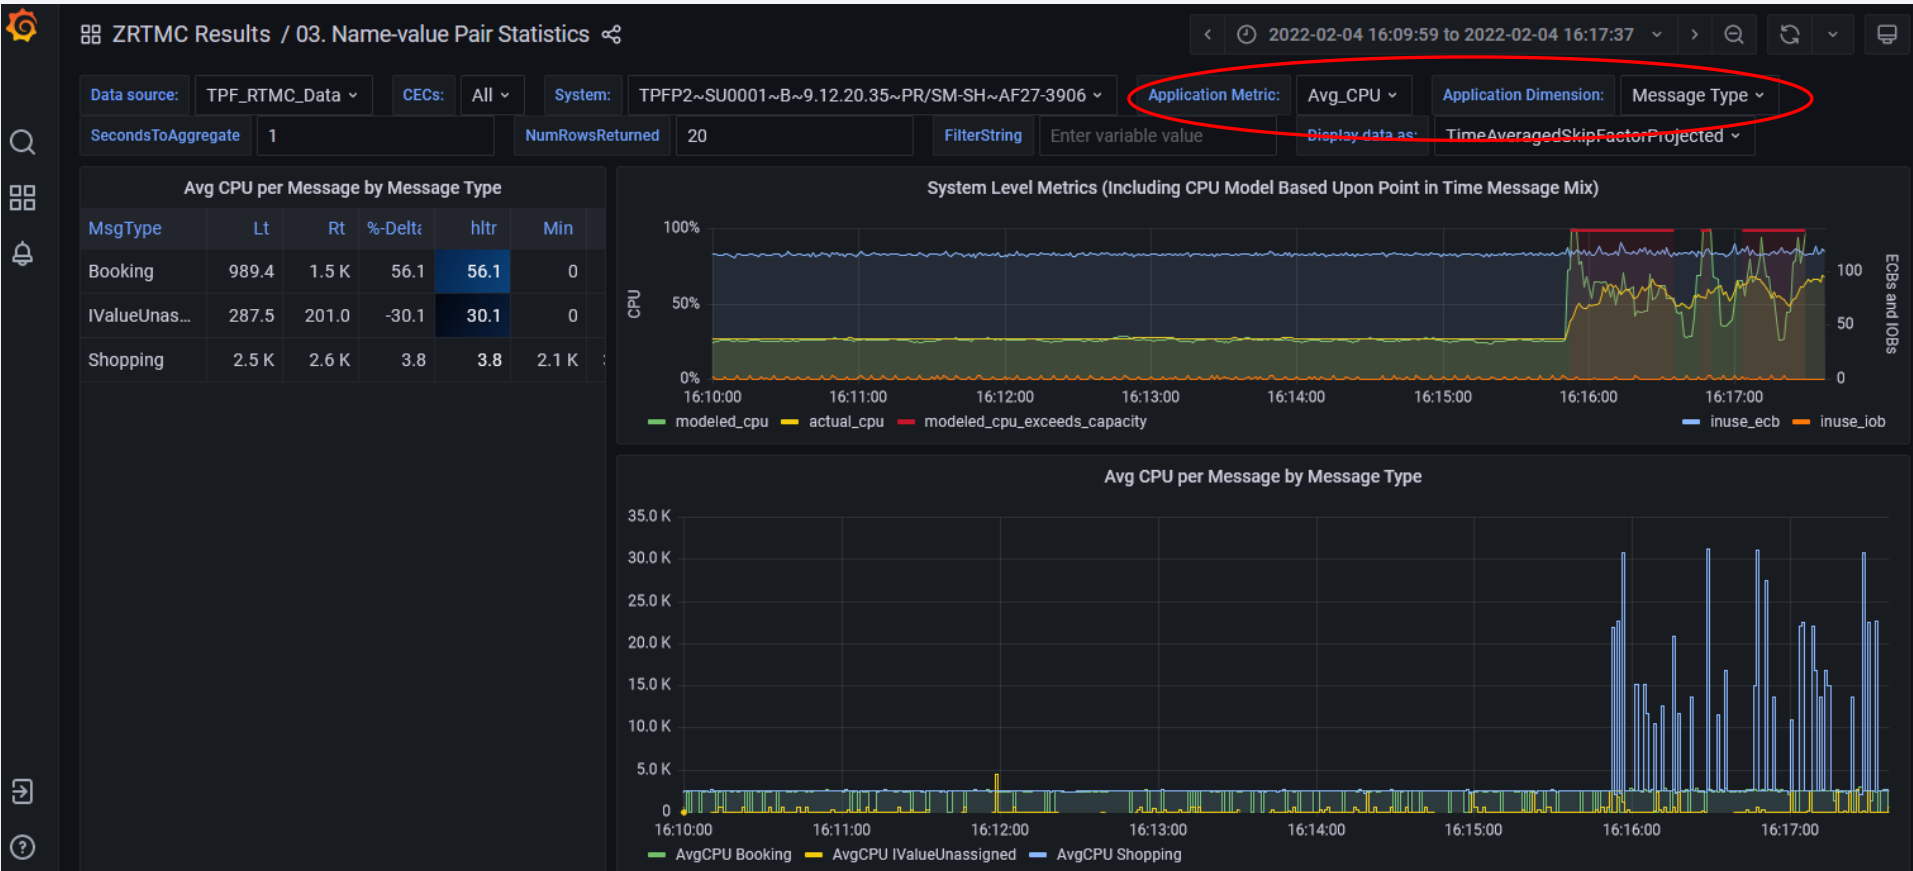 ZRTMC Results / 03. Name-value Pair Statistics
2022-02-04 16:09:59 to 2022-02-04 16:17:37
Data source: TPF_RTMC_Data CECs: All System: TPFP2~SU0001~B~9.12.20.35~PR/SM-SH~AF27-3906 Application Metric: Avg_CPU Application Dimension: Message Type
SecondsToAggregate 1 NumRowsReturned 20 FilterString Enter variable value Display data as: TimeAveragedSkipFactorProjected
Avg CPU per Message by Message Type
MsgType Lt Rt %-Delta hltr Min
Booking 989.4 1.5 K 56.1 56.1 0
IValueUnas... 287.5 201.0 -30.1 30.1 0
Shopping 2.5 K 2.6 K 3.8 3.8 2.1 K
System Level Metrics (Including CPU Model Based Upon Point in Time Message Mix)
100%
50%
0%
CPU
100
50
0
ECBs and IOBs
16:10:00 16:11:00 16:12:00 16:13:00 16:14:00 16:15:00 16:16:00 16:17:00
modeled_cpu actual_cpu modeled_cpu_exceeds_capacity inuse_ecb inuse_iob
Avg CPU per Message by Message Type
35.0 K
30.0 K
25.0 K
20.0 K
15.0 K
10.0 K
5.0 K
0
16:10:00 16:11:00 16:12:00 16:13:00 16:14:00 16:15:00 16:16:00 16:17:00
AvgCPU Booking AvgCPU IValueUnassigned AvgCPU Shopping